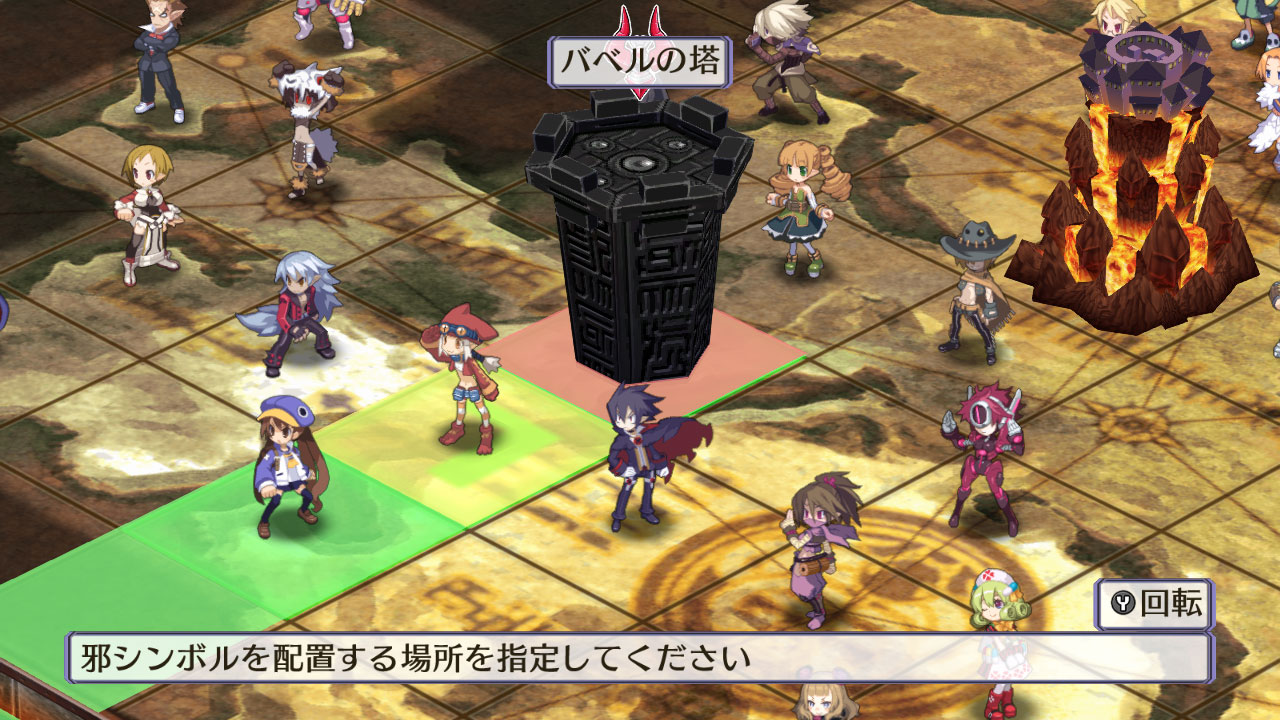 バベルの塔
Y回転
邪シンボルを配置する場所を指定してください